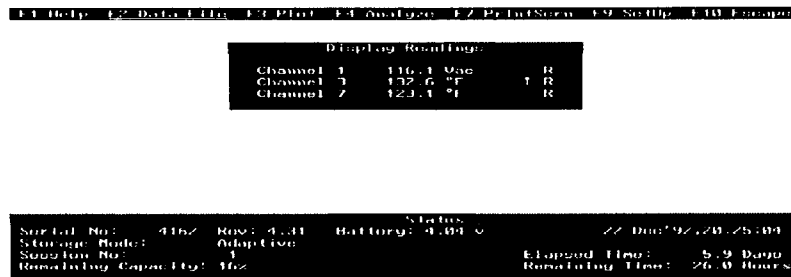 F1 Help F2 Data File F3 Plot F4 Analyze F7 PrintScrn F9 SetUp F10 Escape
Display Readings
Channel 1 116.1 Vac R
Channel 3 137.6 °F ↑ R
Channel 7 123.1 °F R
Status
Serial No: 4162 Rev: 4.31 Battery: 4.04 v 22 Dec'92,20:25:04
Storage Mode: Adaptive
Session No: 1 Elapsed Time: 5.9 Days
Remaining Capacity: 16% Remaining Time: 26.0 Hours